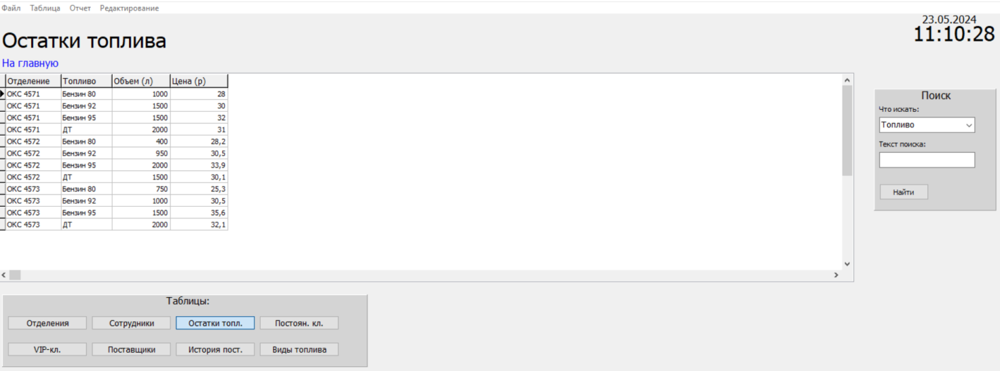 Файл Таблица Отчет Редактирование
23.05.2024
11:10:28
Остатки топлива
На главную
Отделение Топливо Объем (л) Цена (р)
ОКС 4571 Бензин 80 1000 28
ОКС 4571 Бензин 92 1500 30
ОКС 4571 Бензин 95 1500 32
ОКС 4571 ДТ 2000 31
ОКС 4572 Бензин 80 400 28,2
ОКС 4572 Бензин 92 950 30,5
ОКС 4572 Бензин 95 2000 33,9
ОКС 4572 ДТ 1500 30,1
ОКС 4573 Бензин 80 750 25,3
ОКС 4573 Бензин 92 1000 30,5
ОКС 4573 Бензин 95 1500 35,6
ОКС 4573 ДТ 2000 32,1
Поиск
Что искать:
Топливо
Текст поиска:
Найти
Таблицы:
Отделения Сотрудники Остатки топл. Постоян. кл.
VIP-кл. Поставщики История пост. Виды топлива